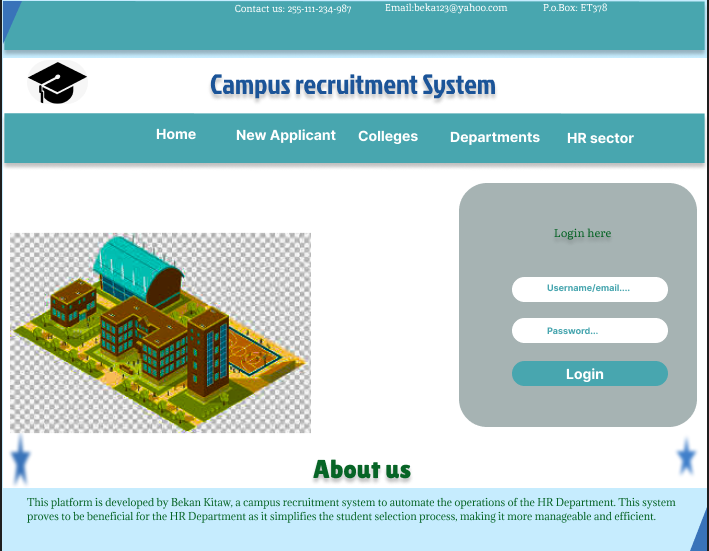 Contact us: 255-111-234-987 Email:beka123@yahoo.com P.o.Box: ET378
Campus recruitment System
Home New Applicant Colleges Departments HR sector
Login here
Username/email....
Password...
Login
About us
This platform is developed by Bekan Kitaw, a campus recruitment system to automate the operations of the HR Department. This system
proves to be beneficial for the HR Department as it simplifies the student selection process, making it more manageable and efficient.